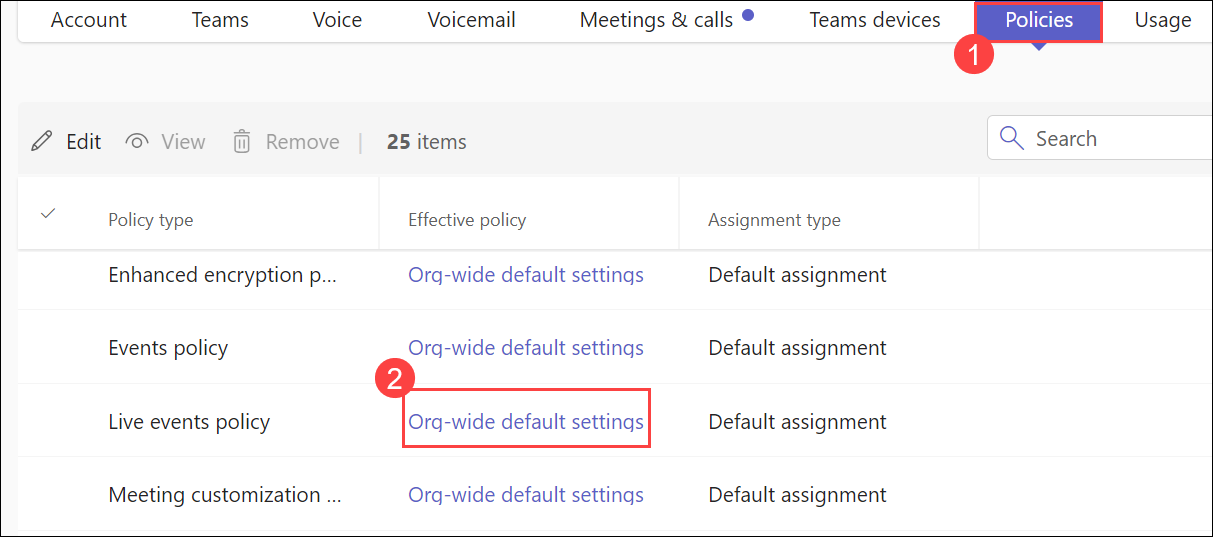 Account Teams Voice Voicemail Meetings & calls Teams devices Policies Usage
1
Edit View Remove | 25 items Search
Policy type Effective policy Assignment type
Enhanced encryption p... Org-wide default settings Default assignment
Events policy Org-wide default settings Default assignment
2
Live events policy Org-wide default settings Default assignment
Meeting customization ... Org-wide default settings Default assignment